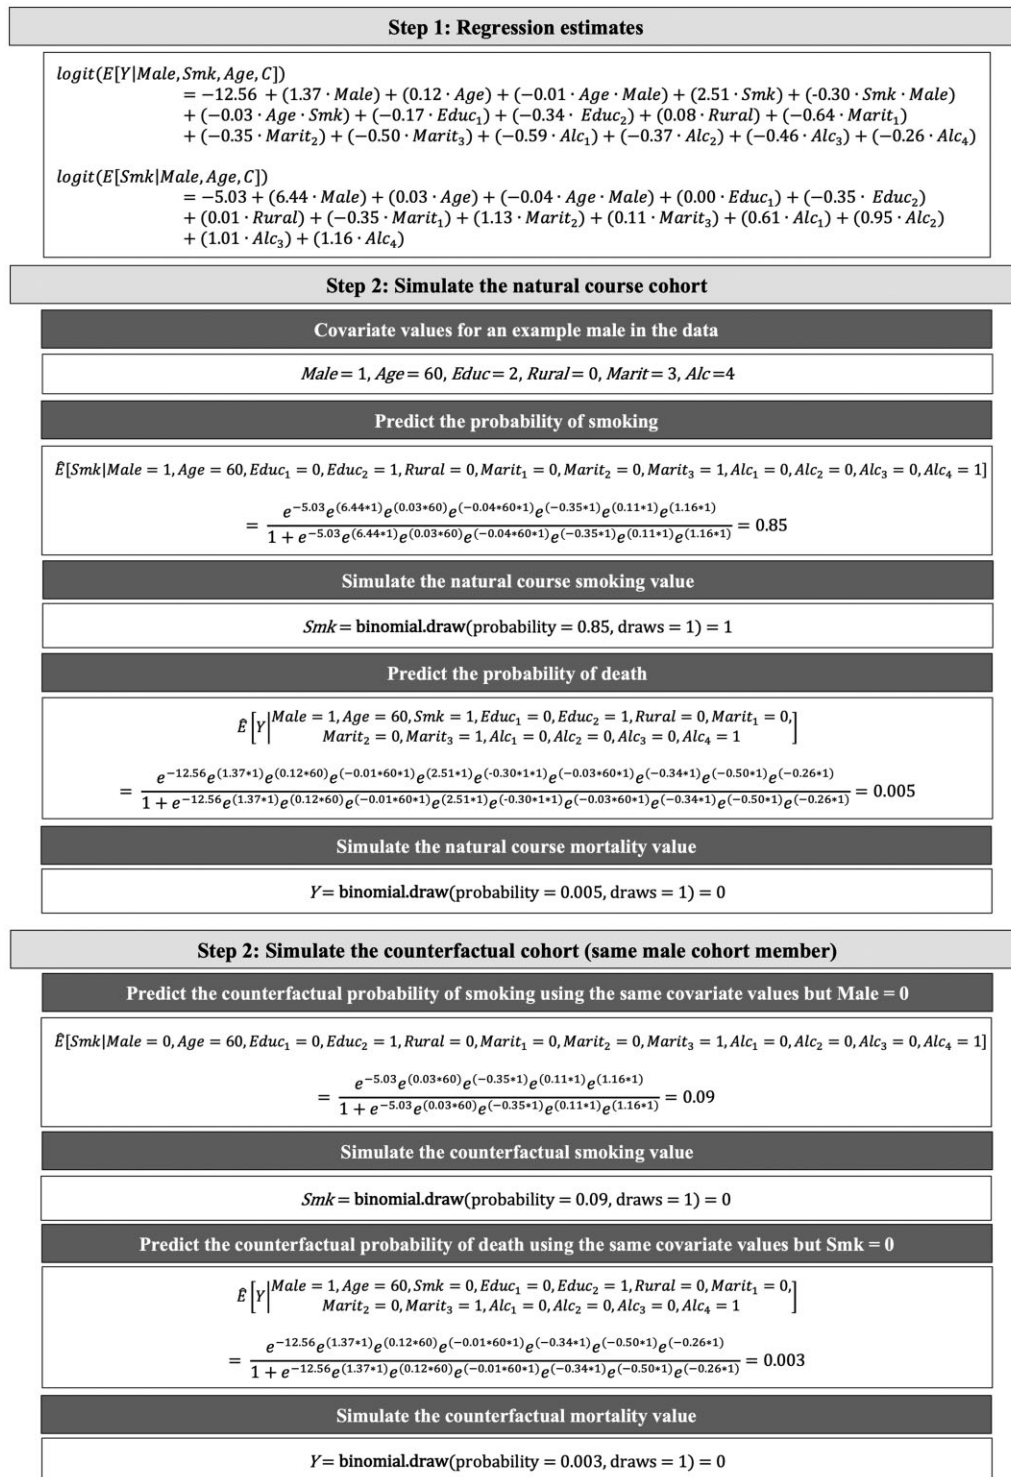 Step 1: Regression estimates
logit(E[Y|Male, Smk, Age, C])
= −12.56 + (1.37 · Male) + (0.12 · Age) + (−0.01 · Age · Male) + (2.51 · Smk) + (-0.30 · Smk · Male)
+ (−0.03 · Age · Smk) + (−0.17 · Educ₁) + (−0.34 · Educ₂) + (0.08 · Rural) + (−0.64 · Marit₁)
+ (−0.35 · Marit₂) + (−0.50 · Marit₃) + (−0.59 · Alc₁) + (−0.37 · Alc₂) + (−0.46 · Alc₃) + (−0.26 · Alc₄)
logit(E[Smk|Male, Age, C])
= −5.03 + (6.44 · Male) + (0.03 · Age) + (−0.04 · Age · Male) + (0.00 · Educ₁) + (−0.35 · Educ₂)
+ (0.01 · Rural) + (−0.35 · Marit₁) + (1.13 · Marit₂) + (0.11 · Marit₃) + (0.61 · Alc₁) + (0.95 · Alc₂)
+ (1.01 · Alc₃) + (1.16 · Alc₄)
Step 2: Simulate the natural course cohort
Covariate values for an example male in the data
Male = 1, Age = 60, Educ = 2, Rural = 0, Marit = 3, Alc =4
Predict the probability of smoking
Ê[Smk|Male = 1, Age = 60, Educ₁ = 0, Educ₂ = 1, Rural = 0, Marit₁ = 0, Marit₂ = 0, Marit₃ = 1, Alc₁ = 0, Alc₂ = 0, Alc₃ = 0, Alc₄ = 1]
e^−5.03 e^(6.44*1) e^(0.03*60) e^(−0.04*60*1) e^(−0.35*1) e^(0.11*1) e^(1.16*1)
= ――― = 0.85
1 + e^−5.03 e^(6.44*1) e^(0.03*60) e^(−0.04*60*1) e^(−0.35*1) e^(0.11*1) e^(1.16*1)
Simulate the natural course smoking value
Smk = binomial.draw(probability = 0.85, draws = 1) = 1
Predict the probability of death
Ê[Y|Male = 1, Age = 60, Smk = 1, Educ₁ = 0, Educ₂ = 1, Rural = 0, Marit₁ = 0,
Marit₂ = 0, Marit₃ = 1, Alc₁ = 0, Alc₂ = 0, Alc₃ = 0, Alc₄ = 1]
e^−12.56 e^(1.37*1) e^(0.12*60) e^(−0.01*60*1) e^(2.51*1) e^(-0.30*1*1) e^(−0.03*60*1) e^(−0.34*1) e^(−0.50*1) e^(−0.26*1)
= ――― = 0.005
1 + e^−12.56 e^(1.37*1) e^(0.12*60) e^(−0.01*60*1) e^(2.51*1) e^(-0.30*1*1) e^(−0.03*60*1) e^(−0.34*1) e^(−0.50*1) e^(−0.26*1)
Simulate the natural course mortality value
Y = binomial.draw(probability = 0.005, draws = 1) = 0
Step 2: Simulate the counterfactual cohort (same male cohort member)
Predict the counterfactual probability of smoking using the same covariate values but Male = 0
Ê[Smk|Male = 0, Age = 60, Educ₁ = 0, Educ₂ = 1, Rural = 0, Marit₁ = 0, Marit₂ = 0, Marit₃ = 1, Alc₁ = 0, Alc₂ = 0, Alc₃ = 0, Alc₄ = 1]
e^−5.03 e^(0.03*60) e^(−0.35*1) e^(0.11*1) e^(1.16*1)
= ――― = 0.09
1 + e^−5.03 e^(0.03*60) e^(−0.35*1) e^(0.11*1) e^(1.16*1)
Simulate the counterfactual smoking value
Smk = binomial.draw(probability = 0.09, draws = 1) = 0
Predict the counterfactual probability of death using the same covariate values but Smk = 0
Ê[Y|Male = 1, Age = 60, Smk = 0, Educ₁ = 0, Educ₂ = 1, Rural = 0, Marit₁ = 0,
Marit₂ = 0, Marit₃ = 1, Alc₁ = 0, Alc₂ = 0, Alc₃ = 0, Alc₄ = 1]
e^−12.56 e^(1.37*1) e^(0.12*60) e^(−0.01*60*1) e^(−0.34*1) e^(−0.50*1) e^(−0.26*1)
= ――― = 0.003
1 + e^−12.56 e^(1.37*1) e^(0.12*60) e^(−0.01*60*1) e^(−0.34*1) e^(−0.50*1) e^(−0.26*1)
Simulate the counterfactual mortality value
Y = binomial.draw(probability = 0.003, draws = 1) = 0